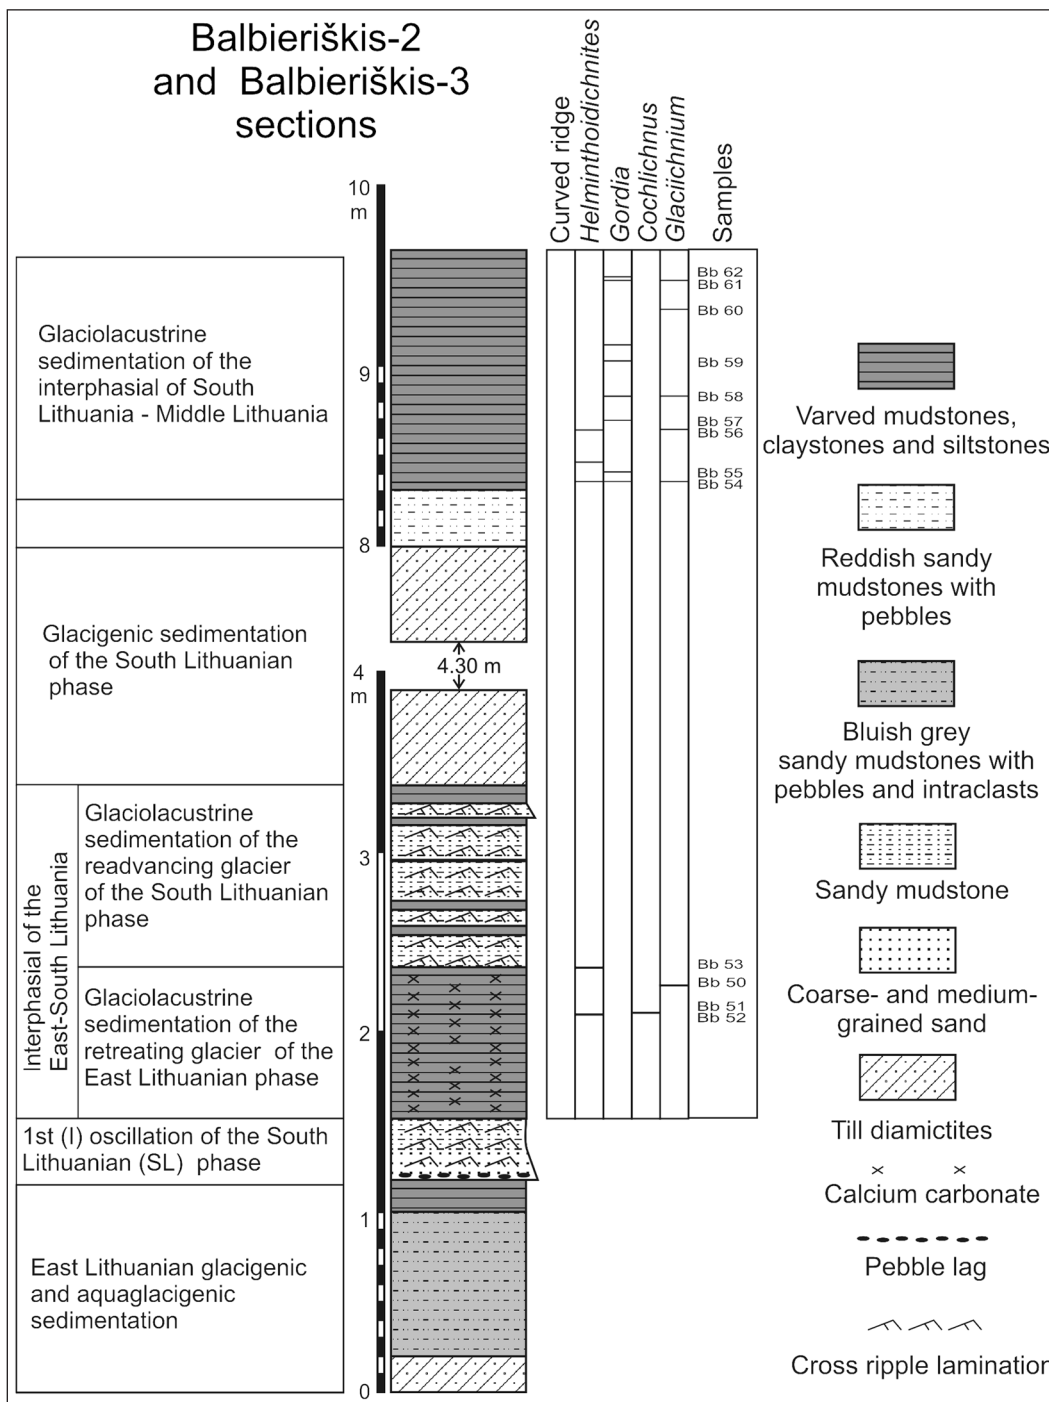 Balbieriškis-2
and Balbieriškis-3
sections
Curved ridge
Helminthoidichnites
Gordia
Cochlichnus
Glaciichnium
Samples
10
m
9
8
4
m
3
2
1
0
4.30 m
Glaciolacustrine
sedimentation of the
interphasial of South
Lithuania - Middle Lithuania
Glacigenic sedimentation
of the South Lithuanian
phase
Interphasial of the
East-South Lithuania
Glaciolacustrine
sedimentation of the
readvancing glacier
of the South Lithuanian
phase
Glaciolacustrine
sedimentation of the
retreating glacier of the
East Lithuanian phase
1st (I) oscillation of the South
Lithuanian (SL) phase
East Lithuanian glacigenic
and aquaglacigenic
sedimentation
Bb 62
Bb 61
Bb 60
Bb 59
Bb 58
Bb 57
Bb 56
Bb 55
Bb 54
Bb 53
Bb 50
Bb 51
Bb 52
Varved mudstones,
claystones and siltstones
Reddish sandy
mudstones with
pebbles
Bluish grey
sandy mudstones with
pebbles and intraclasts
Sandy mudstone
Coarse- and medium-
grained sand
Till diamictites
Calcium carbonate
Pebble lag
Cross ripple lamination